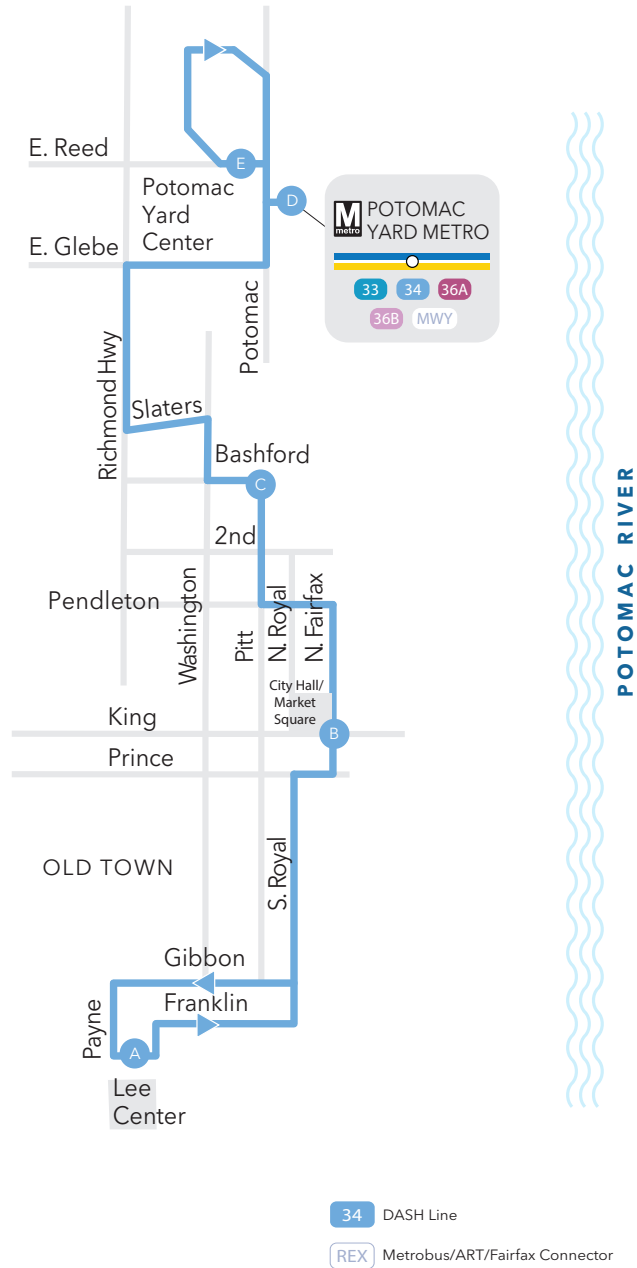 E. Reed
E
Potomac
Yard
Center
D
M
metro
POTOMAC
YARD METRO
33
34
36A
36B
MWY
E. Glebe
Potomac
Richmond Hwy
Slaters
Bashford
C
2nd
Pendleton
Washington
Pitt
N. Royal
N. Fairfax
City Hall/
Market
Square
King
B
Prince
OLD TOWN
S. Royal
Gibbon
Franklin
Payne
A
Lee
Center
POTOMAC RIVER
34 DASH Line
REX Metrobus/ART/Fairfax Connector